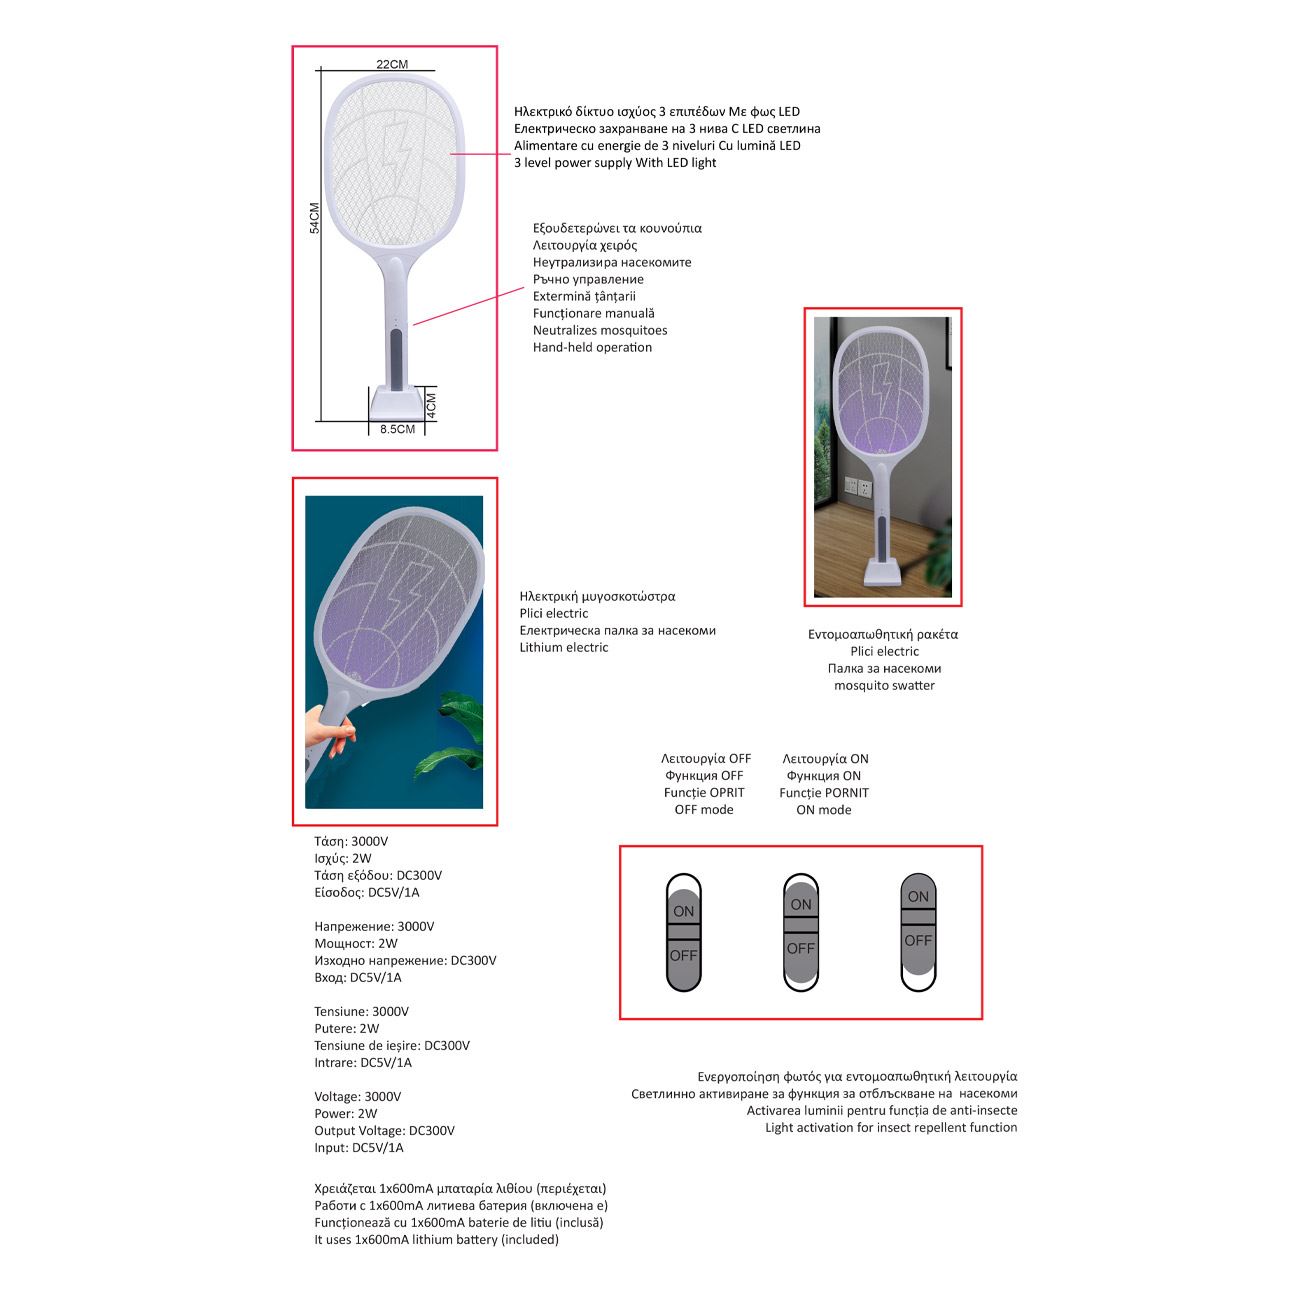 22CM
54CM
4CM
8.5CM
Ηλεκτρικό δίκτυο ισχύος 3 επιπέδων Με φως LED
Електрическо захранване на 3 нива С LED светлина
Alimentare cu energie de 3 niveluri Cu lumină LED
3 level power supply With LED light
Εξουδετερώνει τα κουνούπια
Λειτουργία χειρός
Неутрализира насекомите
Ръчно управление
Extermină țânțarii
Funcționare manuală
Neutralizes mosquitoes
Hand-held operation
Ηλεκτρική μυγοσκοτώστρα
Plici electric
Електрическа палка за насекоми
Lithium electric
Εντομοαπωθητική ρακέτα
Plici electric
Палка за насекоми
mosquito swatter
Λειτουργία OFF
Функция OFF
Funcție OPRIT
OFF mode
Λειτουργία ON
Функция ON
Funcție PORNIT
ON mode
ON
OFF
ON
OFF
ON
OFF
Τάση: 3000V
Ισχύς: 2W
Τάση εξόδου: DC300V
Είσοδος: DC5V/1A
Напрежение: 3000V
Мощност: 2W
Изходно напрежение: DC300V
Вход: DC5V/1A
Tensiune: 3000V
Putere: 2W
Tensiune de ieșire: DC300V
Intrare: DC5V/1A
Voltage: 3000V
Power: 2W
Output Voltage: DC300V
Input: DC5V/1A
Ενεργοποίηση φωτός για εντομοαπωθητική λειτουργία
Светлинно активиране за функция за отблъскване на насекоми
Activarea luminii pentru funcția de anti-insecte
Light activation for insect repellent function
Χρειάζεται 1x600mA μπαταρία λιθίου (περιέχεται)
Работи с 1x600mA литиева батерия (включена е)
Funcționează cu 1x600mA baterie de litiu (inclusă)
It uses 1x600mA lithium battery (included)